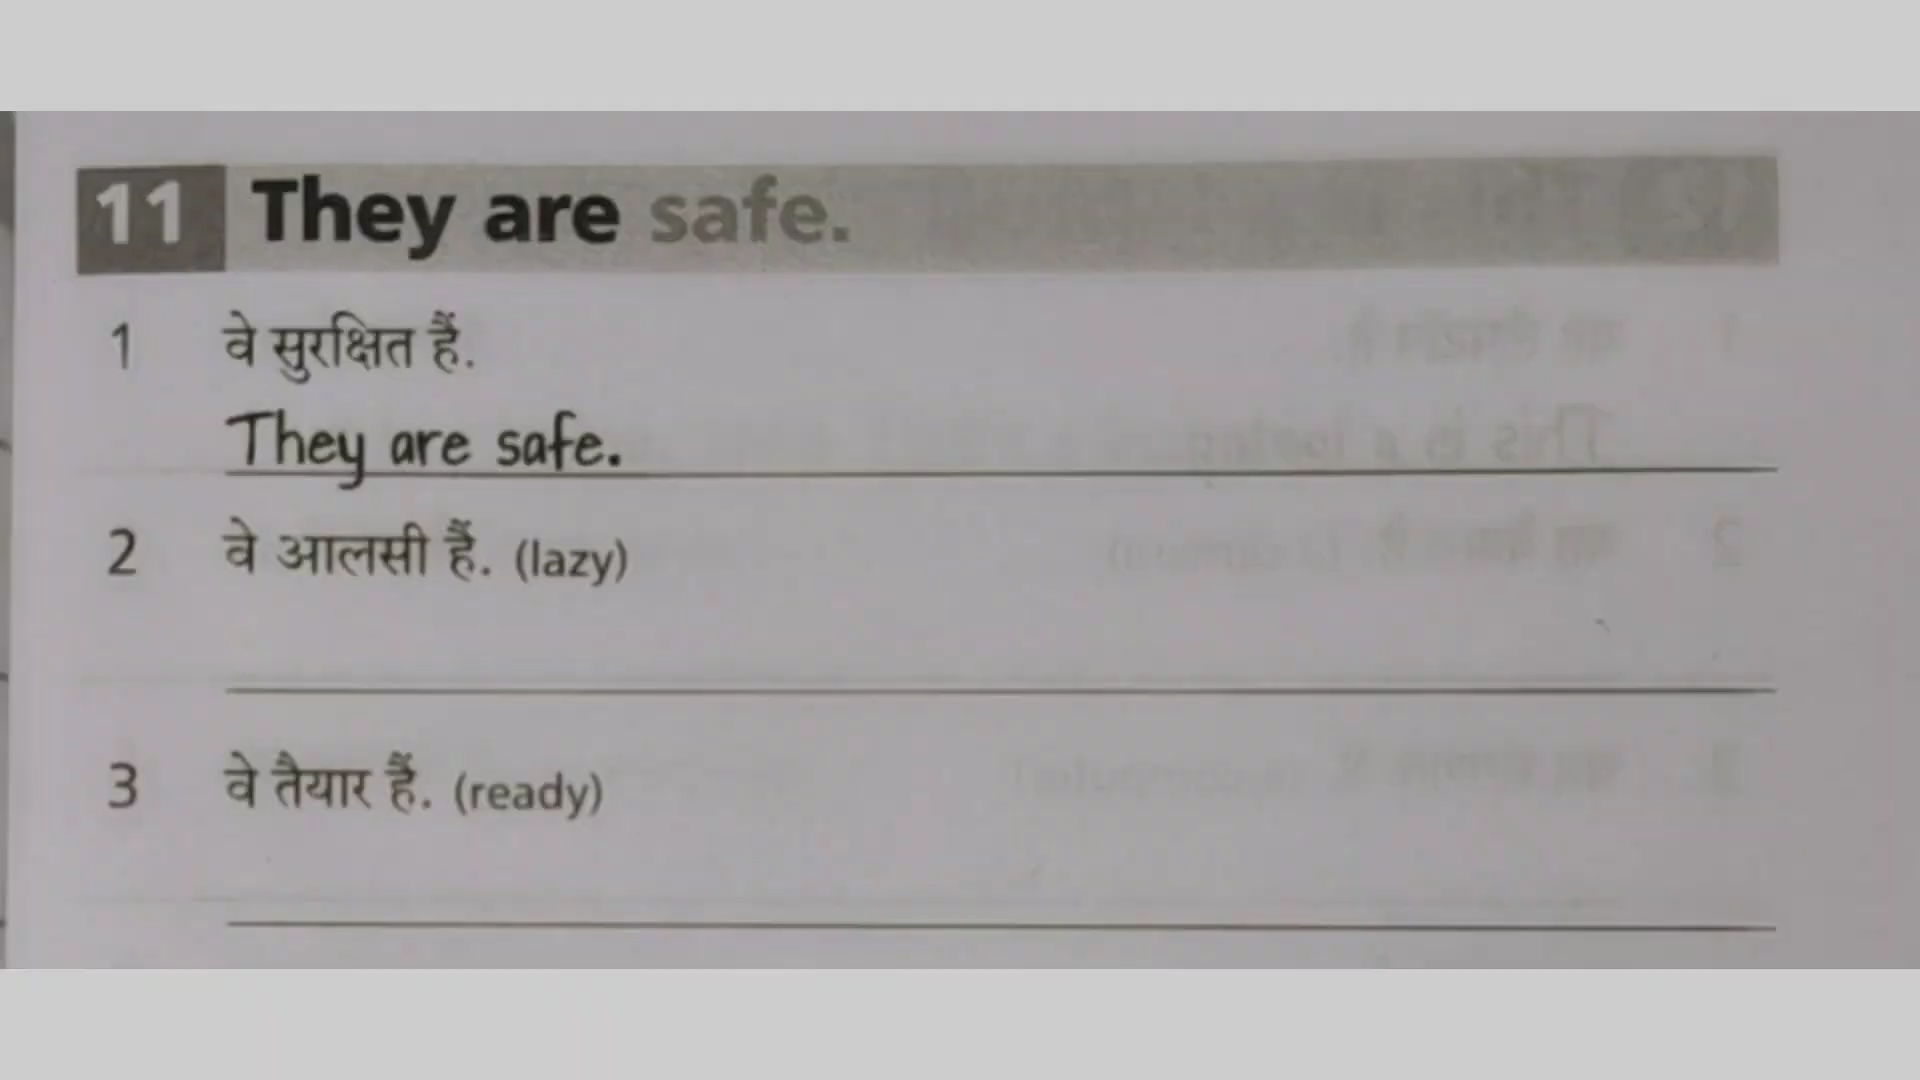 11 They are safe.
1 वे सुरक्षित हैं.
They are safe.
2 वे आलसी हैं. (lazy)
3 वे तैयार हैं. (ready)